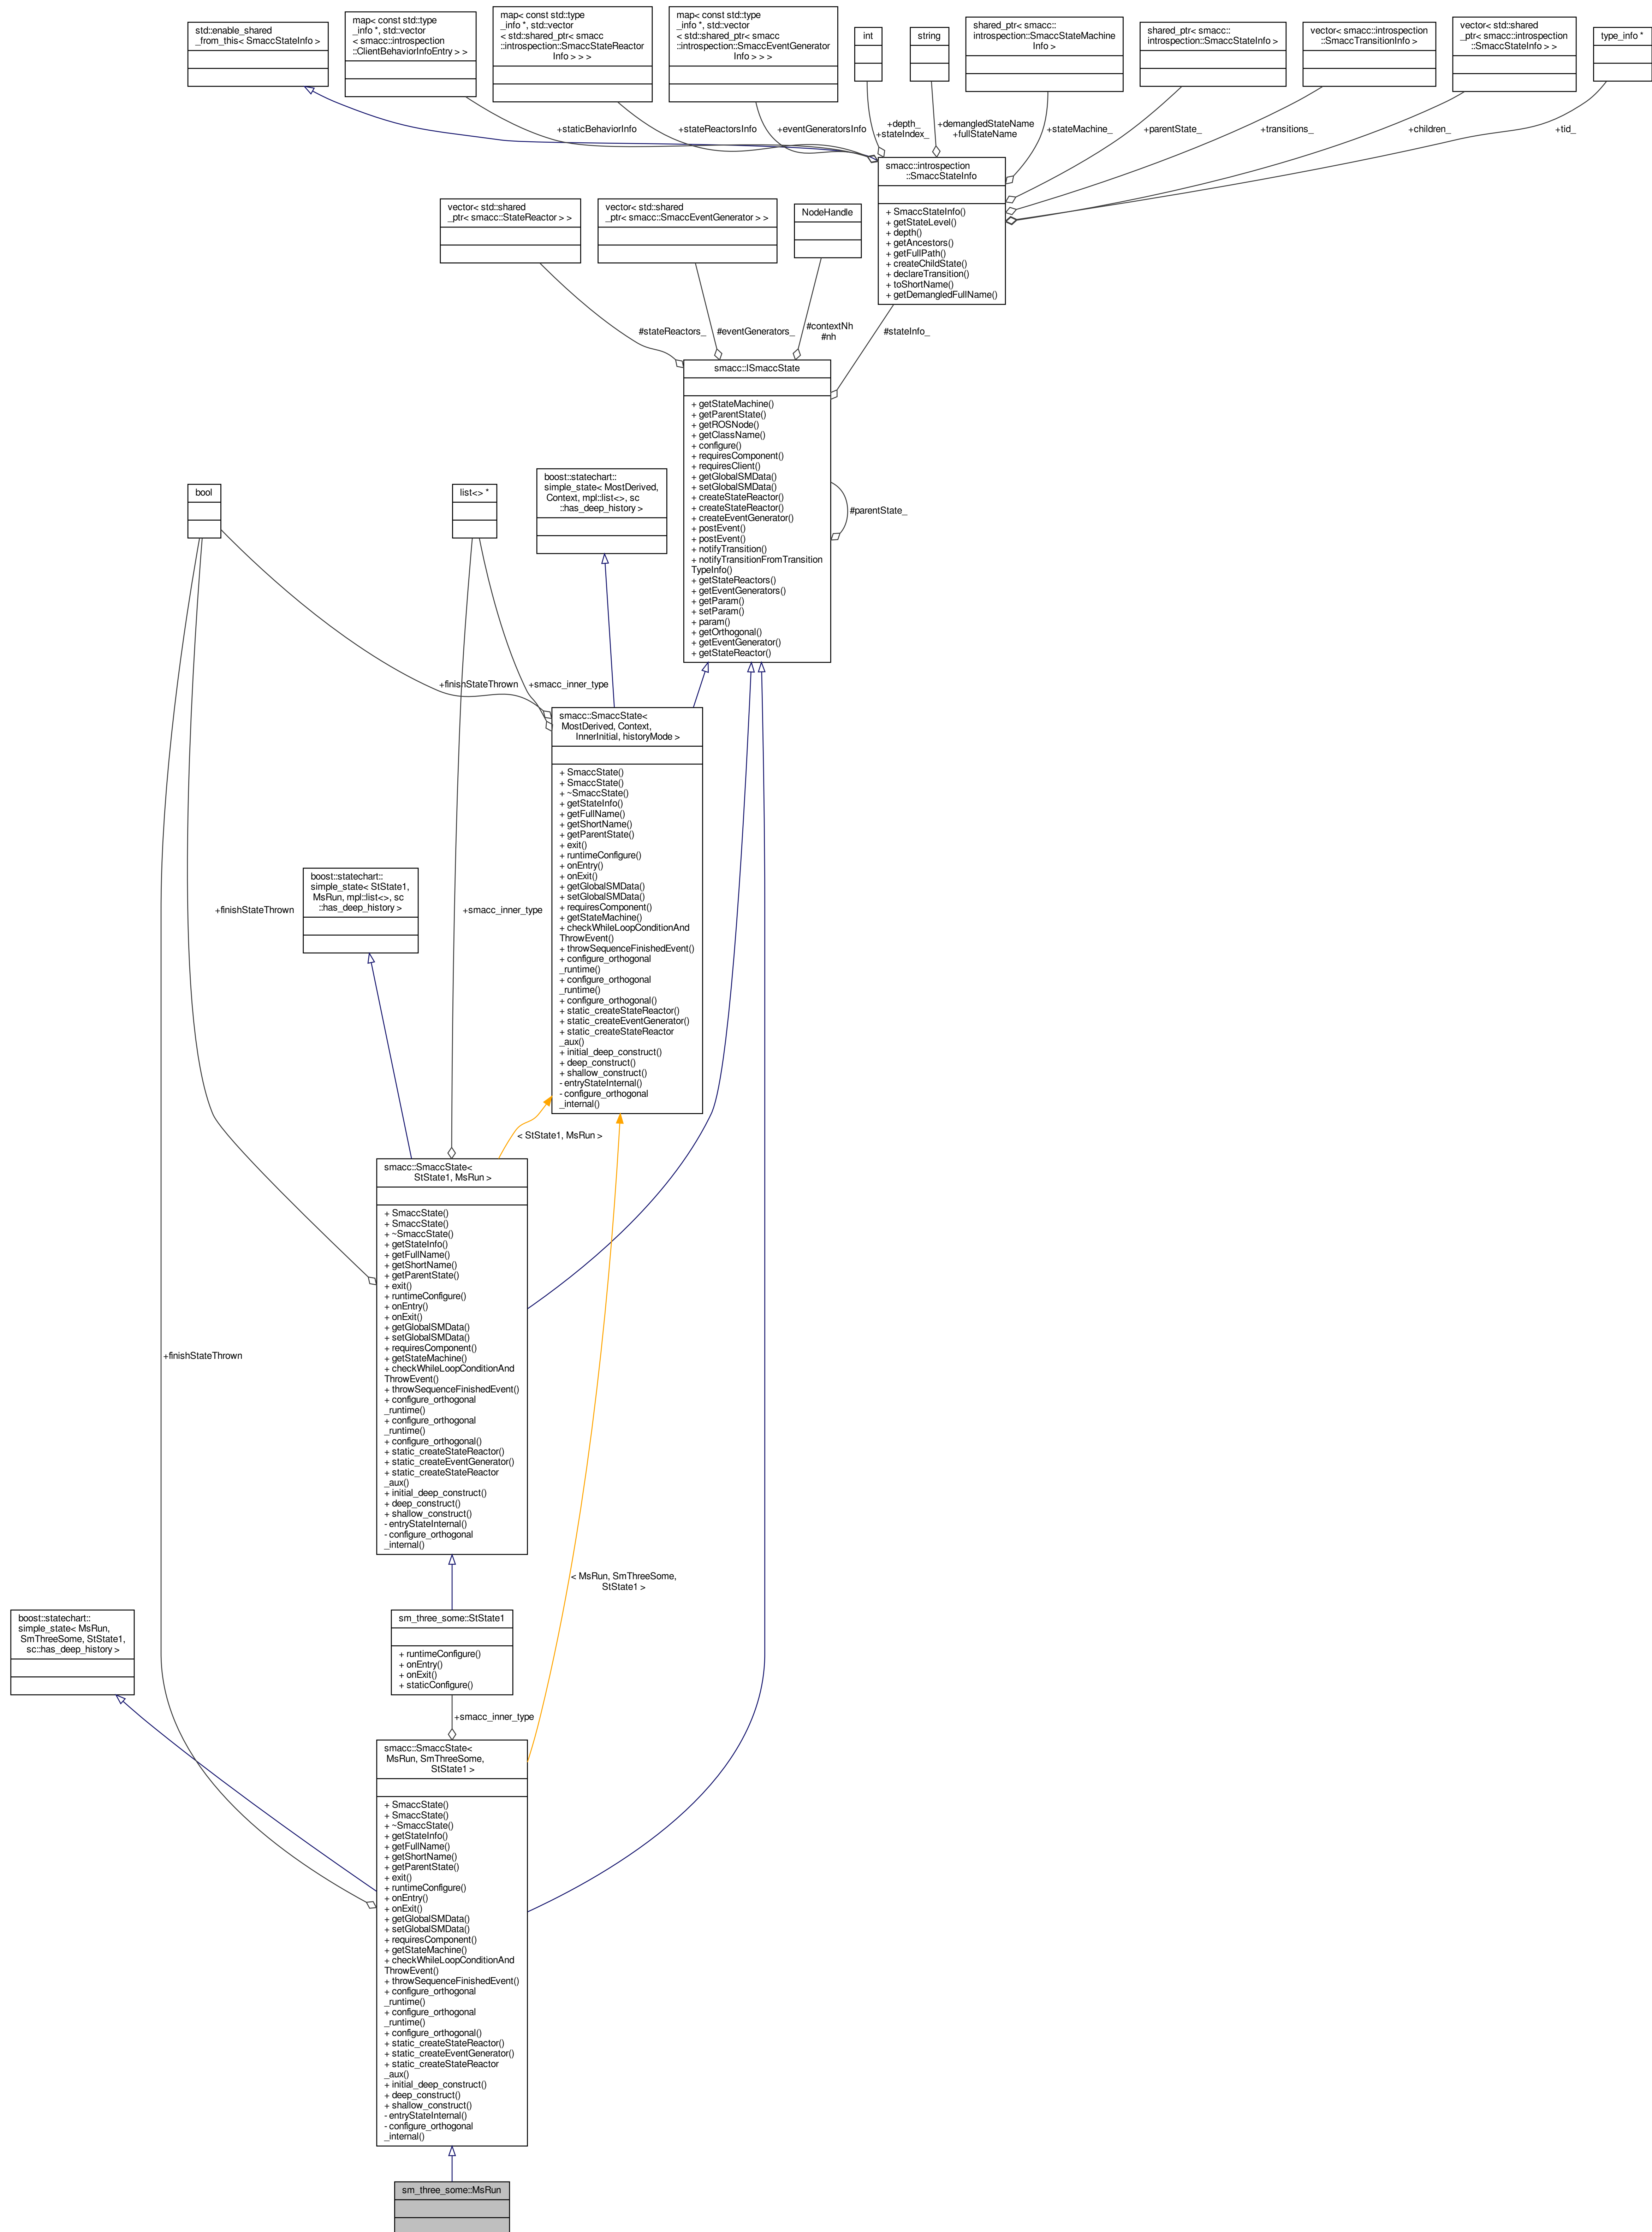 std::enable_shared
_from_this< SmaccStateInfo >
map< const std::type
_info *, std::vector
< smacc::introspection
::ClientBehaviorInfoEntry > >
map< const std::type
_info *, std::vector
< std::shared_ptr< smacc
::introspection::SmaccStateReactor
Info > > >
map< const std::type
_info *, std::vector
< std::shared_ptr< smacc
::introspection::SmaccEventGenerator
Info > > >
int
string
shared_ptr< smacc::
introspection::SmaccStateMachine
Info >
shared_ptr< smacc::
introspection::SmaccStateInfo >
vector< smacc::introspection
::SmaccTransitionInfo >
vector< std::shared
_ptr< smacc::introspection
::SmaccStateInfo > >
type_info *
+staticBehaviorInfo
+stateReactorsInfo
+eventGeneratorsInfo
+depth_
+stateIndex_
+demangledStateName
+fullStateName
+stateMachine_
+parentState_
+transitions_
+children_
+tid_
smacc::introspection
::SmaccStateInfo
+ SmaccStateInfo()
+ getStateLevel()
+ depth()
+ getAncestors()
+ getFullPath()
+ createChildState()
+ declareTransition()
+ toShortName()
+ getDemangledFullName()
vector< std::shared
_ptr< smacc::StateReactor > >
vector< std::shared
_ptr< smacc::SmaccEventGenerator > >
NodeHandle
#stateReactors_
#eventGenerators_
#contextNh
#nh
#stateInfo_
smacc::ISmaccState
+ getStateMachine()
+ getParentState()
+ getROSNode()
+ getClassName()
+ configure()
+ requiresComponent()
+ requiresClient()
+ getGlobalSMData()
+ setGlobalSMData()
+ createStateReactor()
+ createStateReactor()
+ createEventGenerator()
+ postEvent()
+ postEvent()
+ notifyTransition()
+ notifyTransitionFromTransition
TypeInfo()
+ getStateReactors()
+ getEventGenerators()
+ getParam()
+ setParam()
+ param()
+ getOrthogonal()
+ getEventGenerator()
+ getStateReactor()
#parentState_
bool
list<> *
boost::statechart::
simple_state< MostDerived,
Context, mpl::list<>, sc
::has_deep_history >
+finishStateThrown
+smacc_inner_type
smacc::SmaccState<
MostDerived, Context,
InnerInitial, historyMode >
+ SmaccState()
+ SmaccState()
+ ~SmaccState()
+ getStateInfo()
+ getFullName()
+ getShortName()
+ getParentState()
+ exit()
+ runtimeConfigure()
+ onEntry()
+ onExit()
+ getGlobalSMData()
+ setGlobalSMData()
+ requiresComponent()
+ getStateMachine()
+ checkWhileLoopConditionAnd
ThrowEvent()
+ throwSequenceFinishedEvent()
+ configure_orthogonal
_runtime()
+ configure_orthogonal
_runtime()
+ configure_orthogonal()
+ static_createStateReactor()
+ static_createEventGenerator()
+ static_createStateReactor
_aux()
+ initial_deep_construct()
+ deep_construct()
+ shallow_construct()
- entryStateInternal()
- configure_orthogonal
_internal()
boost::statechart::
simple_state< StState1,
MsRun, mpl::list<>, sc
::has_deep_history >
+finishStateThrown
+smacc_inner_type
< StState1, MsRun >
smacc::SmaccState<
StState1, MsRun >
+ SmaccState()
+ SmaccState()
+ ~SmaccState()
+ getStateInfo()
+ getFullName()
+ getShortName()
+ getParentState()
+ exit()
+ runtimeConfigure()
+ onEntry()
+ onExit()
+ getGlobalSMData()
+ setGlobalSMData()
+ requiresComponent()
+ getStateMachine()
+ checkWhileLoopConditionAnd
ThrowEvent()
+ throwSequenceFinishedEvent()
+ configure_orthogonal
_runtime()
+ configure_orthogonal
_runtime()
+ configure_orthogonal()
+ static_createStateReactor()
+ static_createEventGenerator()
+ static_createStateReactor
_aux()
+ initial_deep_construct()
+ deep_construct()
+ shallow_construct()
- entryStateInternal()
- configure_orthogonal
_internal()
+finishStateThrown
< MsRun, SmThreeSome,
StState1 >
boost::statechart::
simple_state< MsRun,
SmThreeSome, StState1,
sc::has_deep_history >
sm_three_some::StState1
+ runtimeConfigure()
+ onEntry()
+ onExit()
+ staticConfigure()
+smacc_inner_type
smacc::SmaccState<
MsRun, SmThreeSome,
StState1 >
+ SmaccState()
+ SmaccState()
+ ~SmaccState()
+ getStateInfo()
+ getFullName()
+ getShortName()
+ getParentState()
+ exit()
+ runtimeConfigure()
+ onEntry()
+ onExit()
+ getGlobalSMData()
+ setGlobalSMData()
+ requiresComponent()
+ getStateMachine()
+ checkWhileLoopConditionAnd
ThrowEvent()
+ throwSequenceFinishedEvent()
+ configure_orthogonal
_runtime()
+ configure_orthogonal
_runtime()
+ configure_orthogonal()
+ static_createStateReactor()
+ static_createEventGenerator()
+ static_createStateReactor
_aux()
+ initial_deep_construct()
+ deep_construct()
+ shallow_construct()
- entryStateInternal()
- configure_orthogonal
_internal()
sm_three_some::MsRun